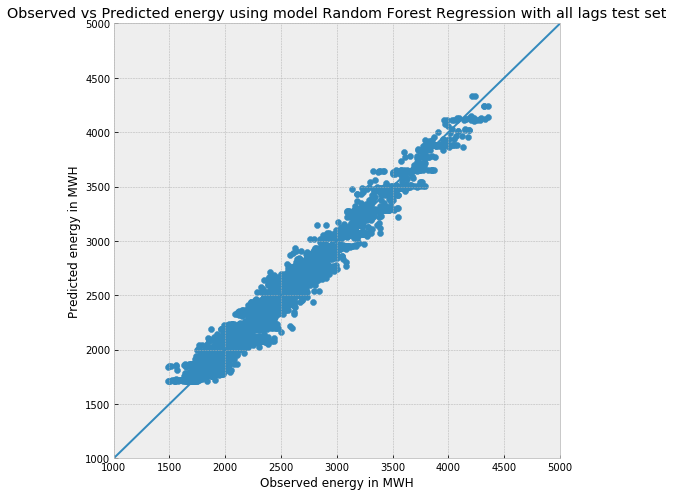 Observed vs Predicted energy using model Random Forest Regression with all lags test set
5000
4500
4000
3500
3000
2500
2000
1500
1000
Predicted energy in MWH
1000 1500 2000 2500 3000 3500 4000 4500 5000
Observed energy in MWH